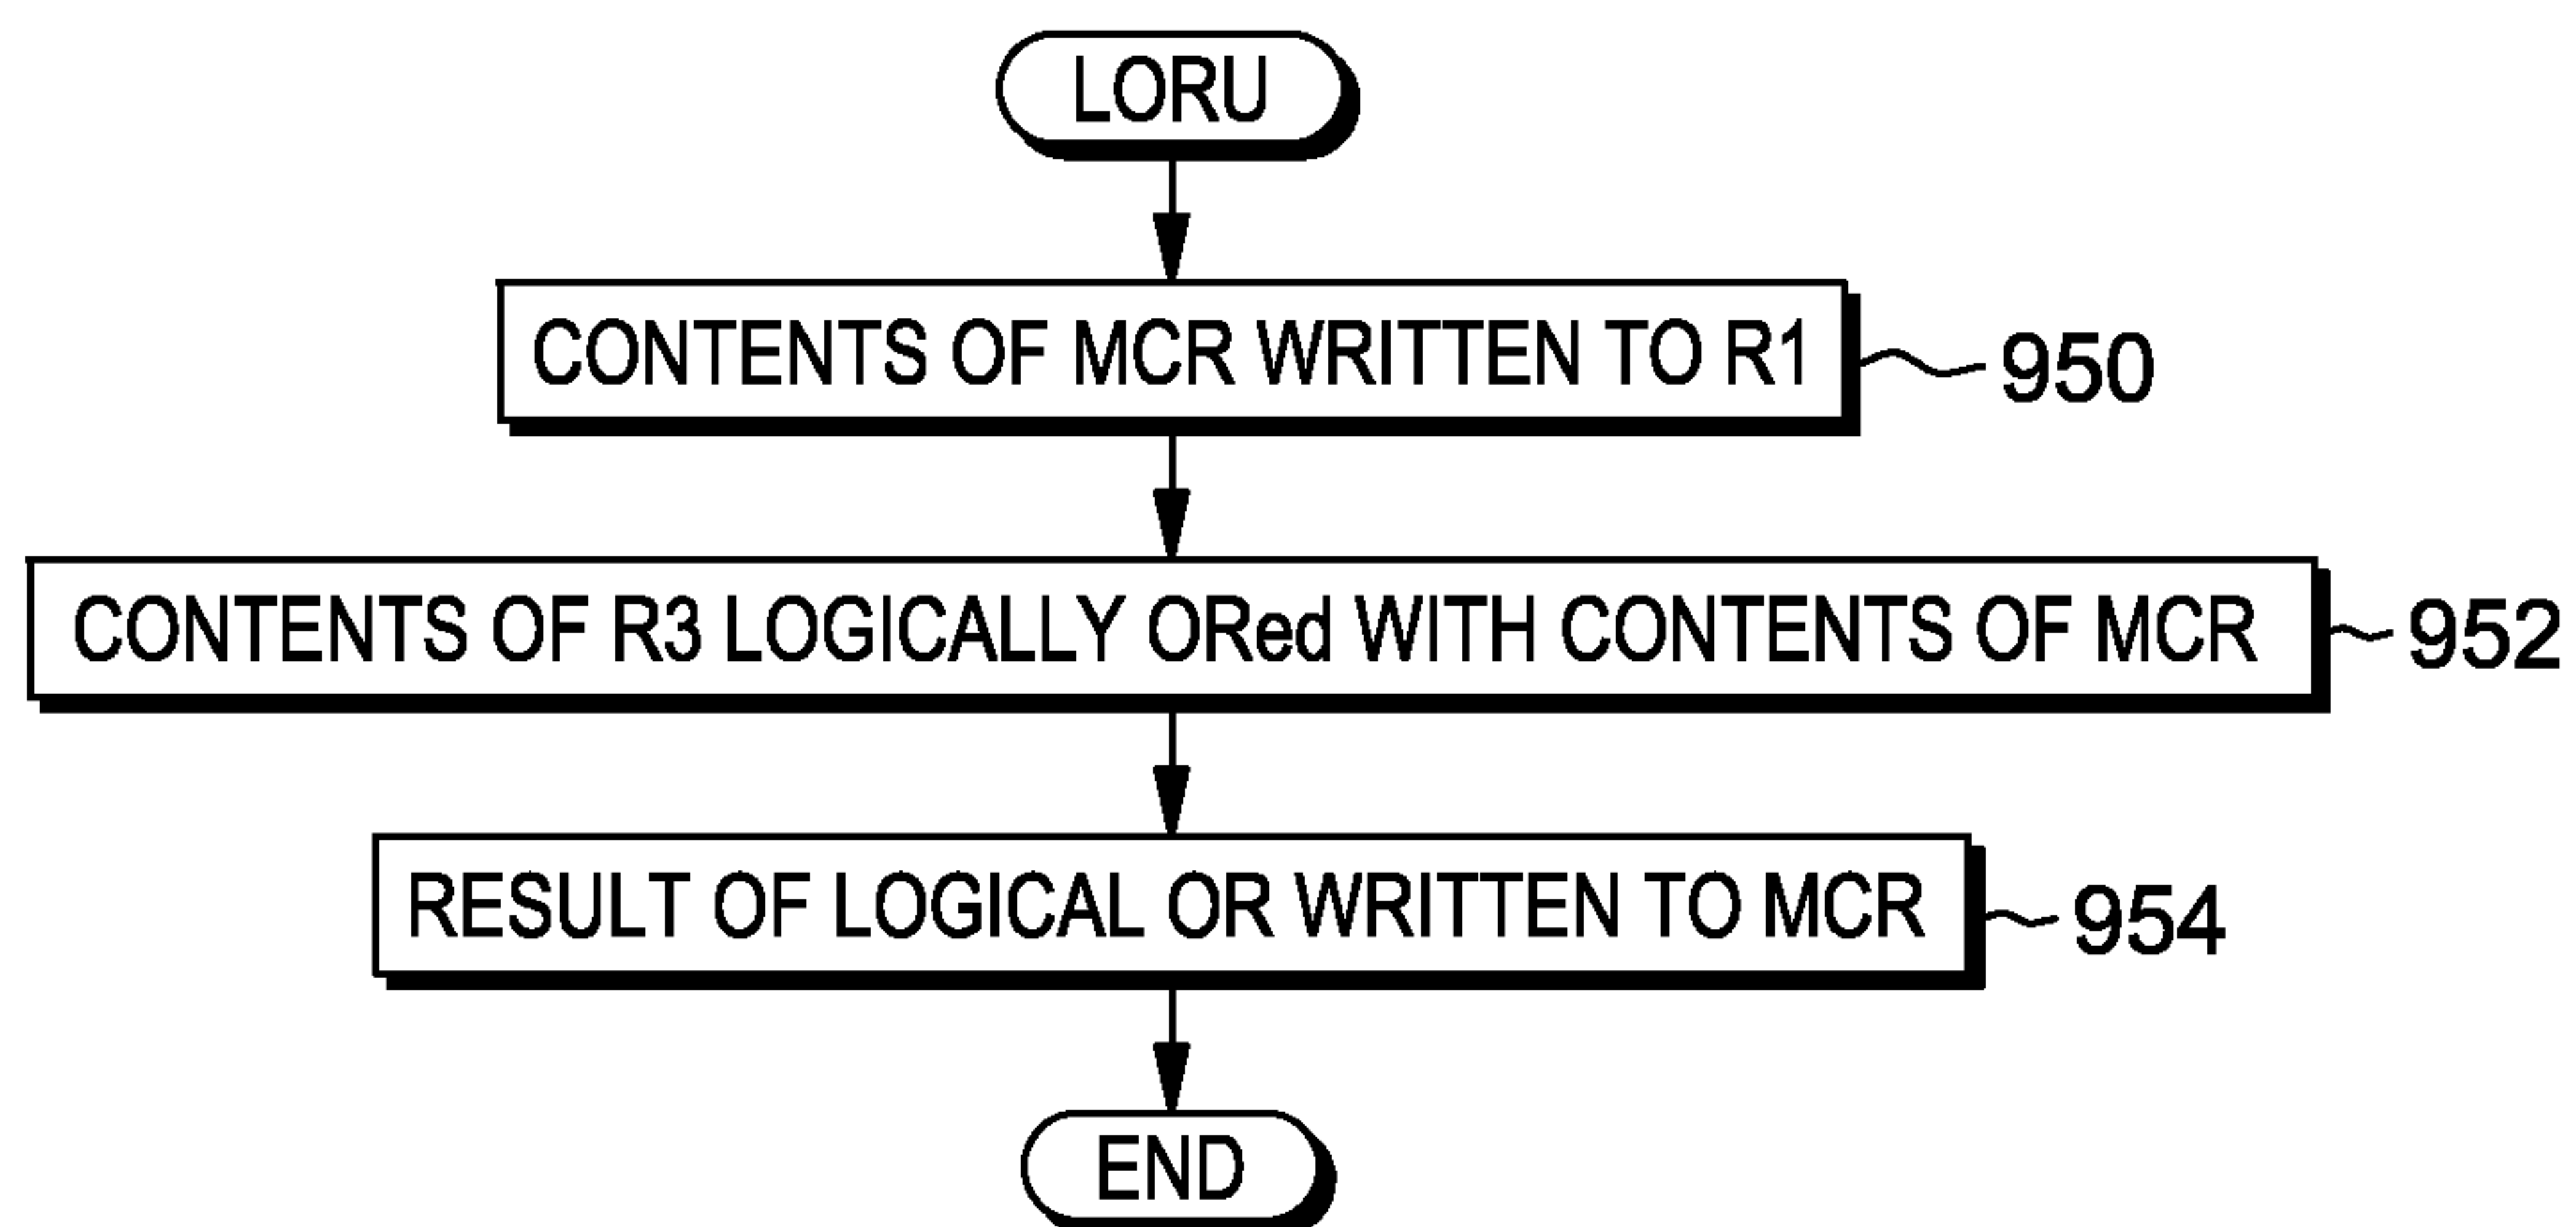 LORU
CONTENTS OF MCR WRITTEN TO R1
950
CONTENTS OF R3 LOGICALLY ORed WITH CONTENTS OF MCR
952
RESULT OF LOGICAL OR WRITTEN TO MCR
954
END